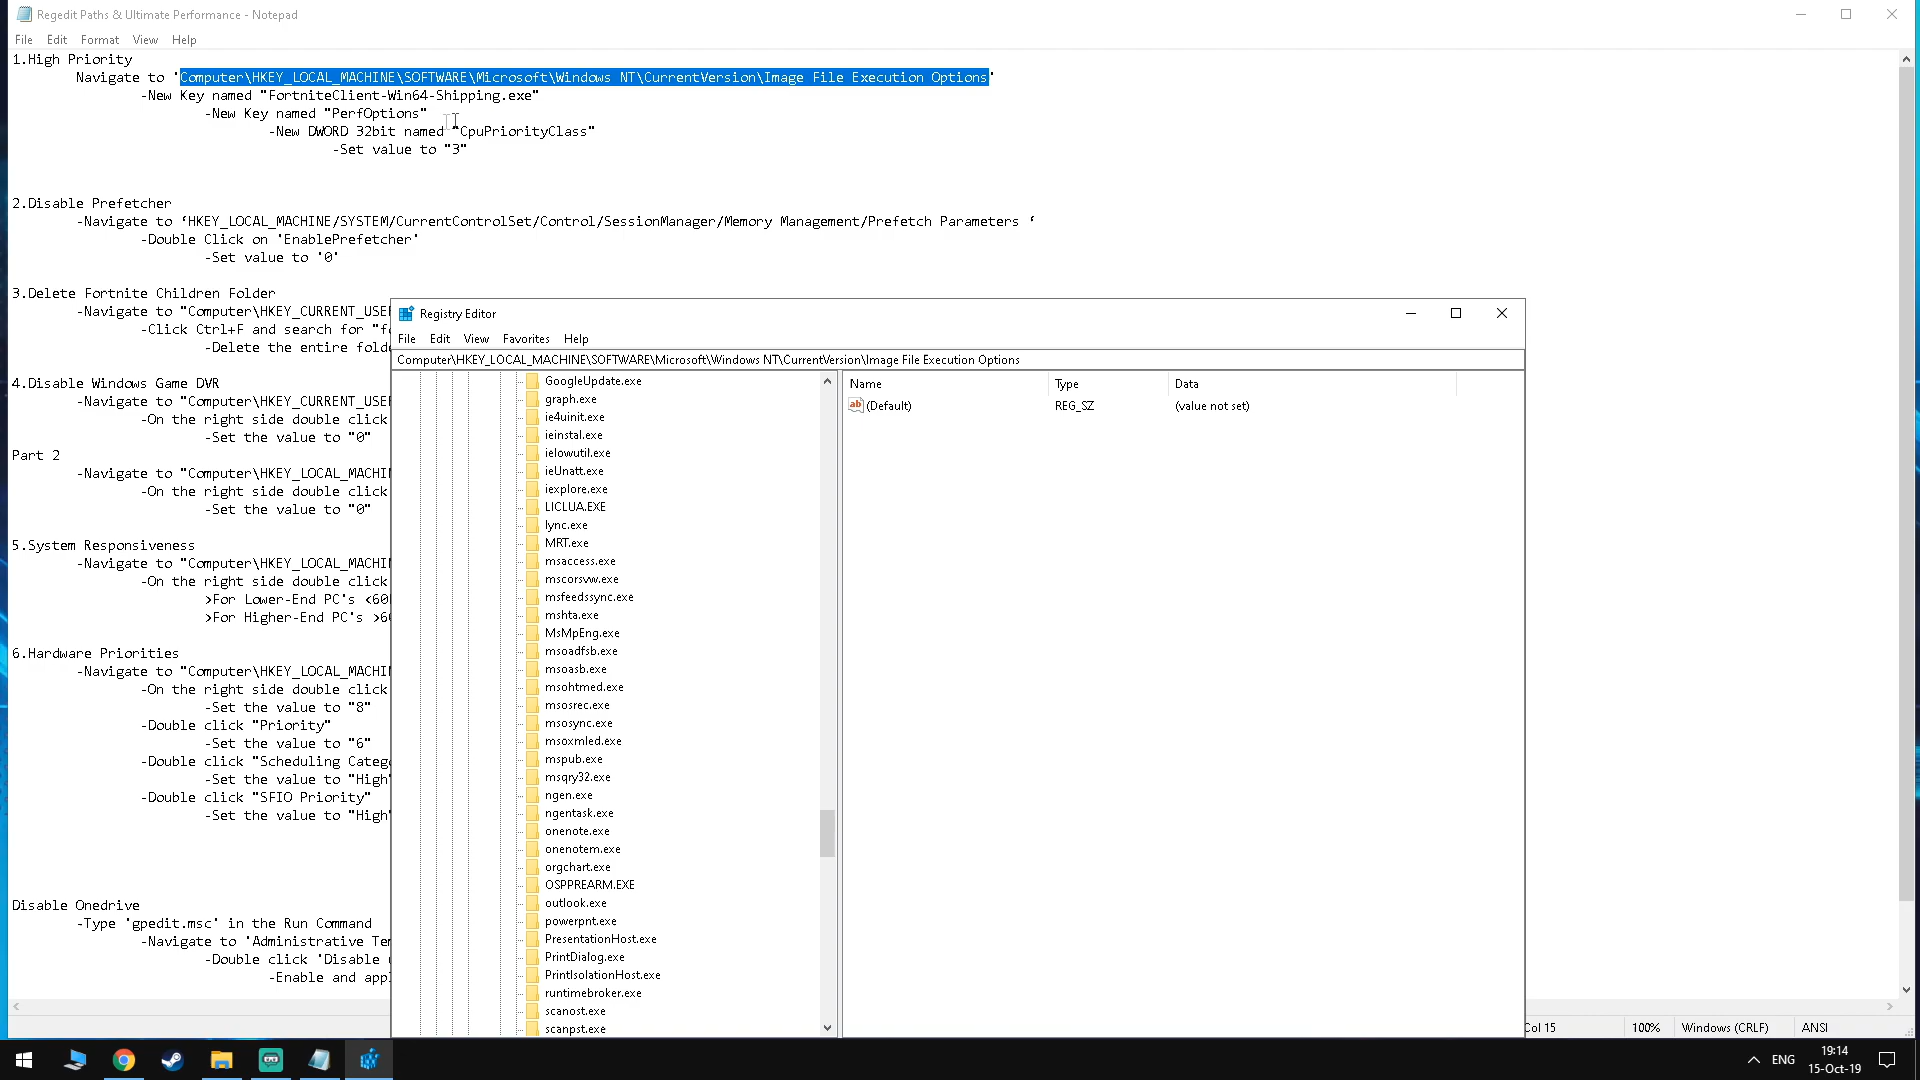 Regedit Paths & Ultimate Performance - Notepad
File Edit Format View Help
1.High Priority
Navigate to 'Computer\HKEY_LOCAL_MACHINE\SOFTWARE\Microsoft\Windows NT\CurrentVersion\Image File Execution Options'
-New Key named "FortniteClient-Win64-Shipping.exe"
-New Key named "PerfOptions"
-New DWORD 32bit named "CpuPriorityClass"
-Set value to "3"
2.Disable Prefetcher
-Navigate to ‘HKEY_LOCAL_MACHINE/SYSTEM/CurrentControlSet/Control/SessionManager/Memory Management/Prefetch Parameters ‘
-Double Click on 'EnablePrefetcher'
-Set value to '0'
3.Delete Fortnite Children Folder
-Navigate to "Computer\HKEY_CURRENT_USE
-Click Ctrl+F and search for "f
-Delete the entire fold
4.Disable Windows Game DVR
-Navigate to "Computer\HKEY_CURRENT_USE
-On the right side double click
-Set the value to "0"
Part 2
-Navigate to "Computer\HKEY_LOCAL_MACHI
-On the right side double click
-Set the value to "0"
5.System Responsiveness
-Navigate to "Computer\HKEY_LOCAL_MACHI
-On the right side double click
>For Lower-End PC's <60
>For Higher-End PC's >6
6.Hardware Priorities
-Navigate to "Computer\HKEY_LOCAL_MACHI
-On the right side double click
-Set the value to "8"
-Double click "Priority"
-Set the value to "6"
-Double click "Scheduling Categ
-Set the value to "High"
-Double click "SFIO Priority"
-Set the value to "High"
Disable Onedrive
-Type 'gpedit.msc' in the Run Command
-Navigate to 'Administrative Te
-Double click 'Disable
-Enable and app
Registry Editor
File Edit View Favorites Help
Computer\HKEY_LOCAL_MACHINE\SOFTWARE\Microsoft\Windows NT\CurrentVersion\Image File Execution Options
GoogleUpdate.exe
graph.exe
ie4uinit.exe
ieinstal.exe
ielowutil.exe
ieUnatt.exe
iexplore.exe
LICLUA.EXE
lync.exe
MRT.exe
msaccess.exe
mscorsvw.exe
msfeedssync.exe
mshta.exe
MsMpEng.exe
msoadfsb.exe
msoasb.exe
msohtmed.exe
msosrec.exe
msosync.exe
msoxmled.exe
mspub.exe
msqry32.exe
ngen.exe
ngentask.exe
onenote.exe
onenotem.exe
orgchart.exe
OSPPREARM.EXE
outlook.exe
powerpnt.exe
PresentationHost.exe
PrintDialog.exe
PrintIsolationHost.exe
runtimebroker.exe
scanost.exe
scanpst.exe
Name Type Data
ab (Default) REG_SZ (value not set)
Col 15 100% Windows (CRLF) ANSI
ENG 19:14
15-Oct-19